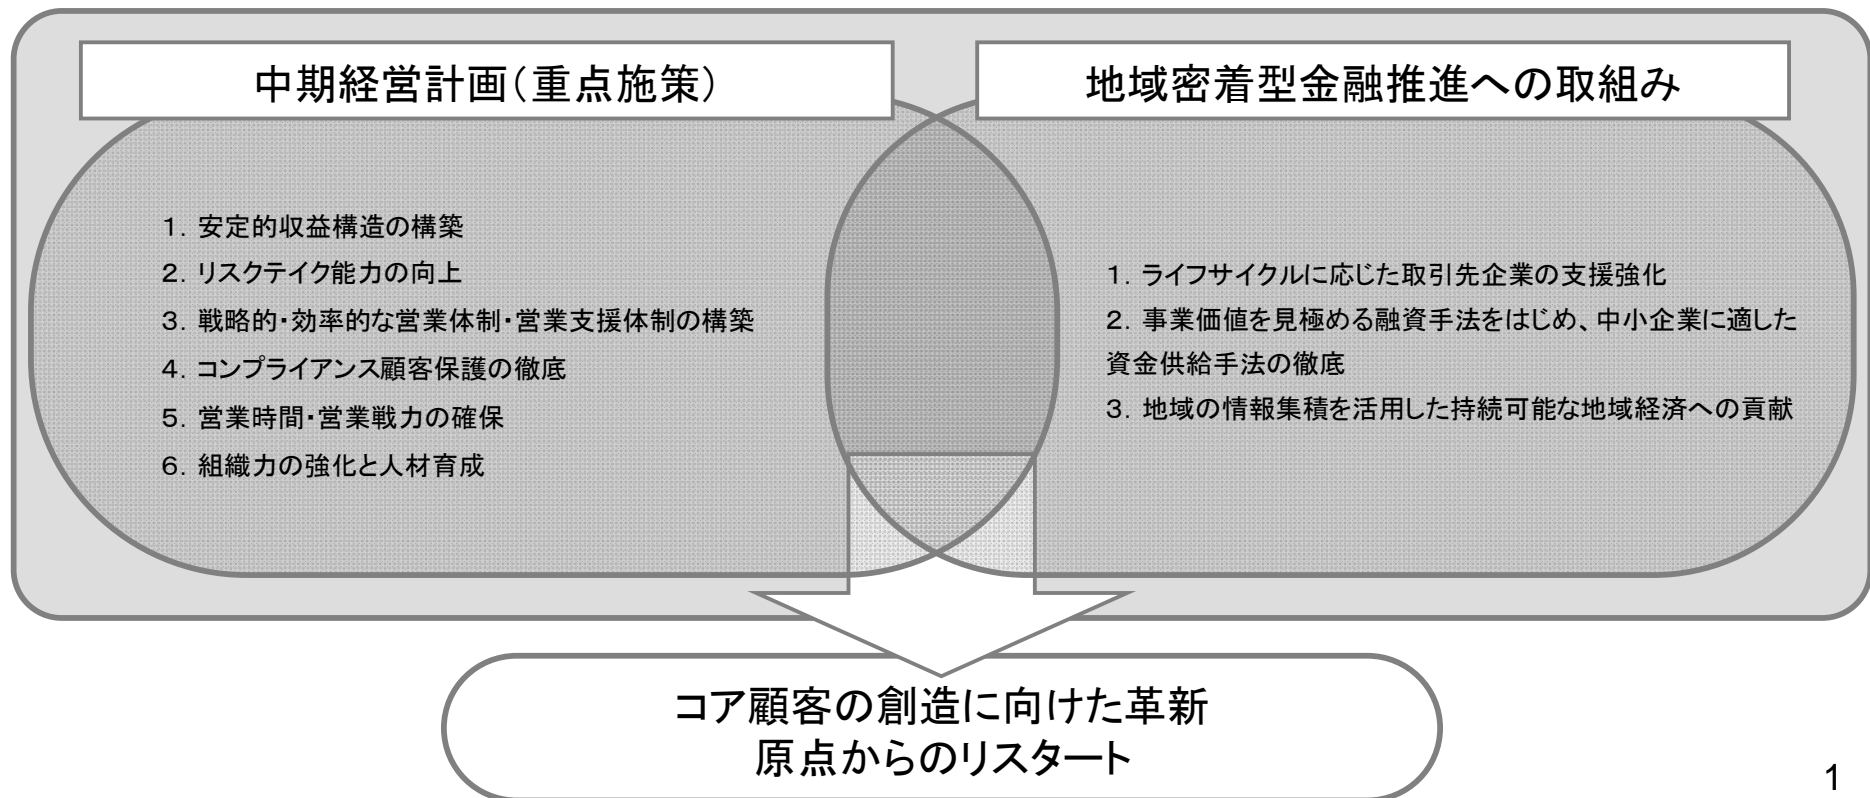 中期経営計画(重点施策)
地域密着型金融推進への取組み
1. 安定的収益構造の構築
2. リスクテイク能力の向上
3. 戦略的・効率的な営業体制・営業支援体制の構築
4. コンプライアンス顧客保護の徹底
5. 営業時間・営業戦力の確保
6. 組織力の強化と人材育成
1. ライフサイクルに応じた取引先企業の支援強化
2. 事業価値を見極める融資手法をはじめ、中小企業に適した
資金供給手法の徹底
3. 地域の情報集積を活用した持続可能な地域経済への貢献
コア顧客の創造に向けた革新
原点からのリスタート
1